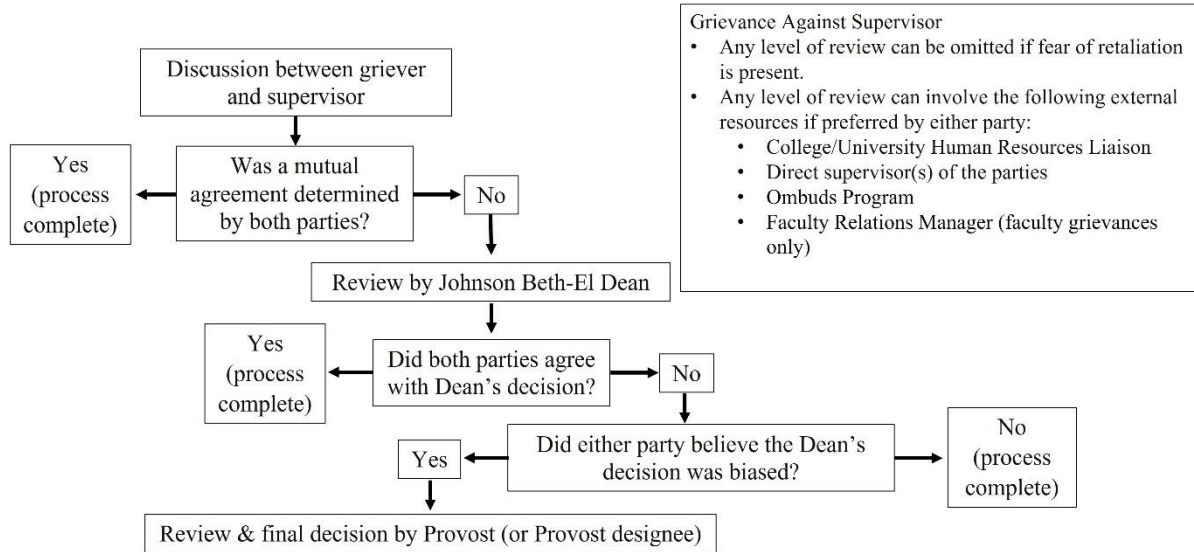 Discussion between griever
and supervisor
Was a mutual
agreement determined
by both parties?
Yes
(process
complete)
No
Review by Johnson Beth-El Dean
Did both parties agree
with Dean’s decision?
Yes
(process
complete)
No
Did either party believe the Dean’s
decision was biased?
Yes
No
(process
complete)
Review & final decision by Provost (or Provost designee)
Grievance Against Supervisor
• Any level of review can be omitted if fear of retaliation
is present.
• Any level of review can involve the following external
resources if preferred by either party:
• College/University Human Resources Liaison
• Direct supervisor(s) of the parties
• Ombuds Program
• Faculty Relations Manager (faculty grievances
only)